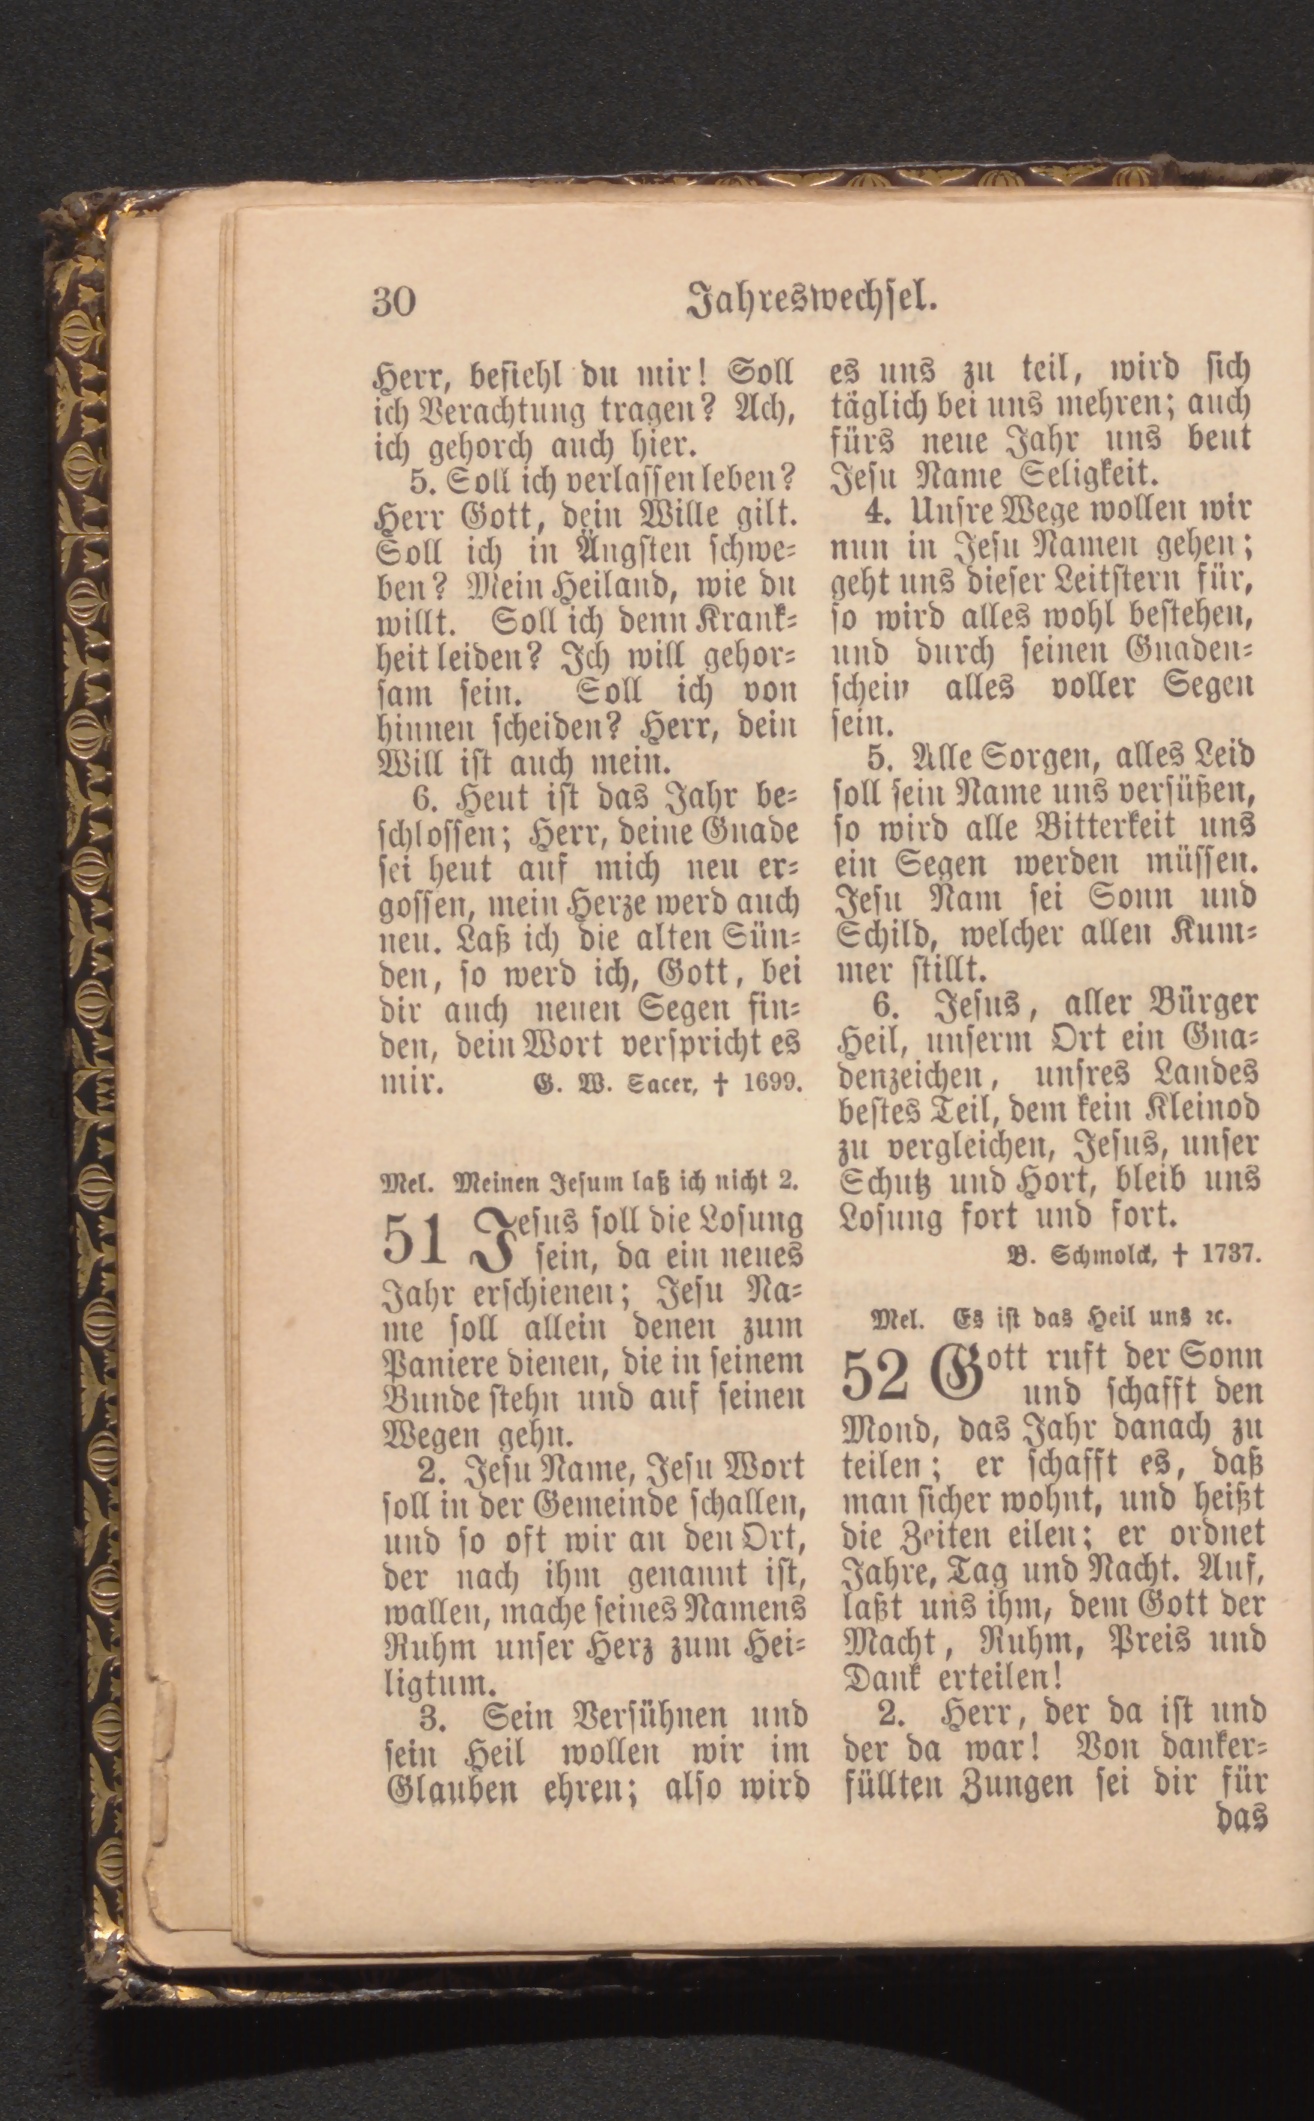 30
Jahreswechsel.
Herr, befiehl du mir! Soll
ich Verachtung tragen? Ach,
ich gehorch auch hier.
5. Soll ich verlassen leben?
Herr Gott, dein Wille gilt.
Soll ich in Ängsten schwe-
ben? Mein Heiland, wie du
willt. Soll ich denn Krank-
heit leiden? Ich will gehor-
sam sein. Soll ich von
hinnen scheiden? Herr, dein
Will ist auch mein.
6. Heut ist das Jahr be-
schlossen; Herr, deine Gnade
sei heut auf mich neu er-
gossen, mein Herze werd auch
neu. Laß ich die alten Sün-
den, so werd ich, Gott, bei
dir auch neuen Segen fin-
den, dein Wort verspricht es
mir. G. W. Sacer, † 1699.
Mel. Meinen Jesum laß ich nicht 2.
51 Jesus soll die Losung
sein, da ein neues
Jahr erschienen; Jesu Na-
me soll allein denen zum
Paniere dienen, die in seinem
Bunde stehn und auf seinen
Wegen gehn.
2. Jesu Name, Jesu Wort
soll in der Gemeinde schallen,
und so oft wir an den Ort,
der nach ihm genannt ist,
wallen, mache seines Namens
Ruhm unser Herz zum Hei-
ligtum.
3. Sein Versühnen und
sein Heil wollen wir im
Glauben ehren; also wird
es uns zu teil, wird sich
täglich bei uns mehren; auch
fürs neue Jahr uns beut
Jesu Name Seligkeit.
4. Unsre Wege wollen wir
nun in Jesu Namen gehen;
geht uns dieser Leitstern für,
so wird alles wohl bestehen,
und durch seinen Gnaden-
schein alles voller Segen
sein.
5. Alle Sorgen, alles Leid
soll sein Name uns versüßen,
so wird alle Bitterkeit uns
ein Segen werden müssen.
Jesu Nam sei Sonn und
Schild, welcher allen Kum-
mer stillt.
6. Jesus, aller Bürger
Heil, unserm Ort ein Gna-
denzeichen, unsres Landes
bestes Teil, dem kein Kleinod
zu vergleichen, Jesus, unser
Schutz und Hort, bleib uns
Losung fort und fort.
B. Schmolck, † 1737.
Mel. Es ist das Heil uns ꝛc.
52 Gott ruft der Sonn
und schafft den
Mond, das Jahr danach zu
teilen; er schafft es, daß
man sicher wohnt, und heißt
die Zeiten eilen; er ordnet
Jahre, Tag und Nacht. Auf,
laßt uns ihm, dem Gott der
Macht, Ruhm, Preis und
Dank erteilen!
2. Herr, der da ist und
der da war! Von danker-
füllten Zungen sei dir für
das